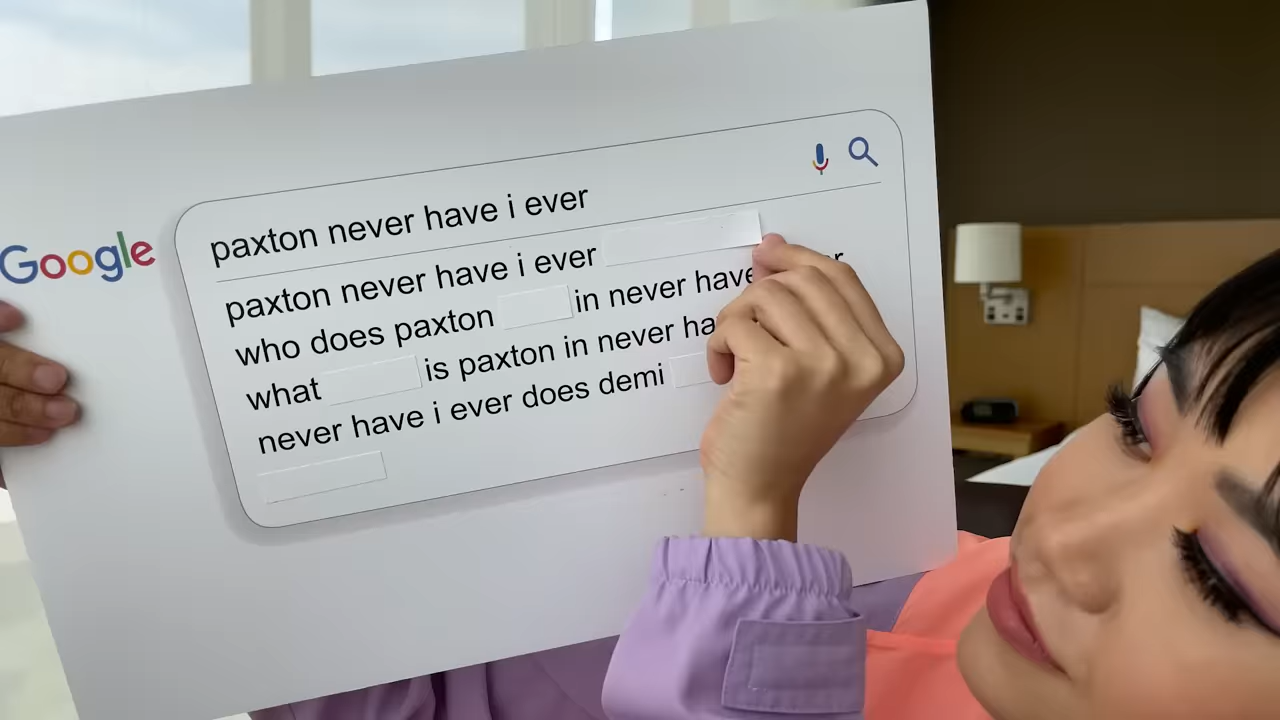 Google
paxton never have i ever
paxton never have i ever
who does paxton in never have
what is paxton in never
never have i ever does demi